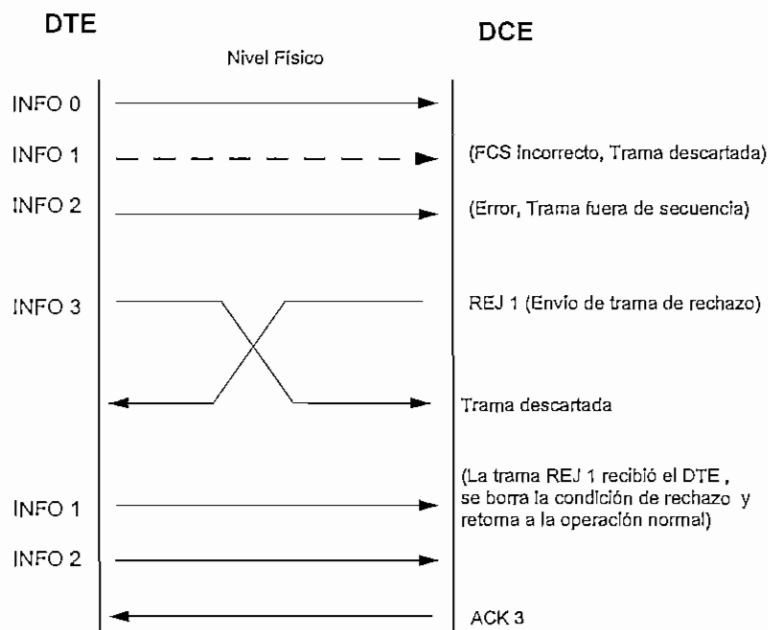 DTE
DCE
Nivel Físico
INFO 0
INFO 1
(FCS Incorrecto, Trama descartada)
INFO 2
(Error, Trama fuera de secuencia)
INFO 3
REJ 1 (Envío de trama de rechazo)
Trama descartada
(La trama REJ 1 recibió el DTE ,
se borra la condición de rechazo y
retorna a la operación normal)
INFO 1
INFO 2
ACK 3